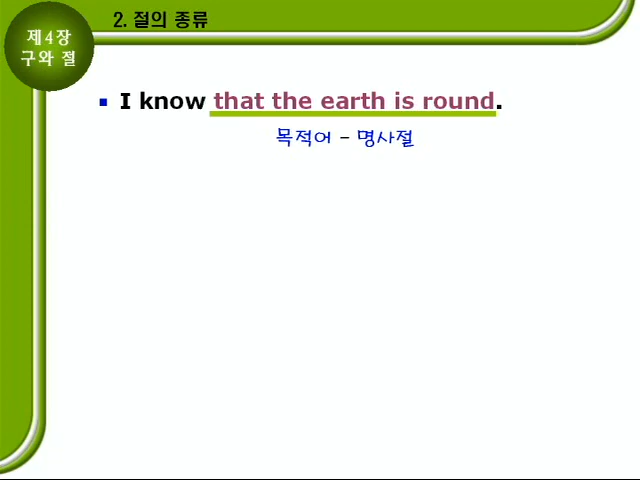 제4장
구와 절
2. 절의 종류
I know that the earth is round.
목적어 - 명사절